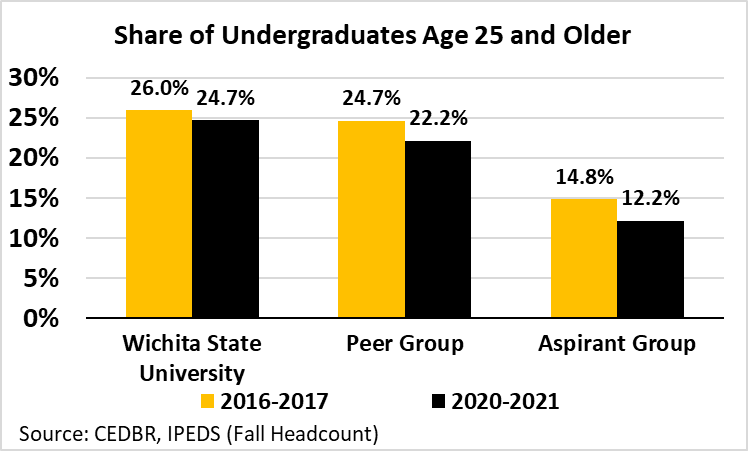 Share of Undergraduates Age 25 and Older
30%
25%
20%
15%
10%
5%
0%
26.0%
24.7%
24.7%
22.2%
14.8%
12.2%
Wichita State
University
Peer Group
Aspirant Group
2016-2017
2020-2021
Source: CEDBR, IPEDS (Fall Headcount)